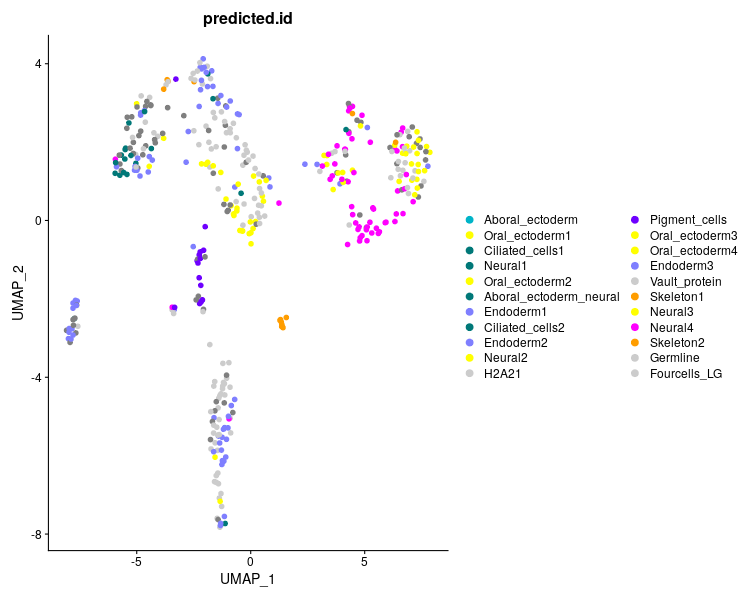 predicted.id
4
0
-4
-8
UMAP_2
-5
0
5
UMAP_1
Aboral_ectoderm
Oral_ectoderm1
Ciliated_cells1
Neural1
Oral_ectoderm2
Aboral_ectoderm_neural
Endoderm1
Ciliated_cells2
Endoderm2
Neural2
H2A21
Pigment_cells
Oral_ectoderm3
Oral_ectoderm4
Endoderm3
Vault_protein
Skeleton1
Neural3
Neural4
Skeleton2
Germline
Fourcells_LG